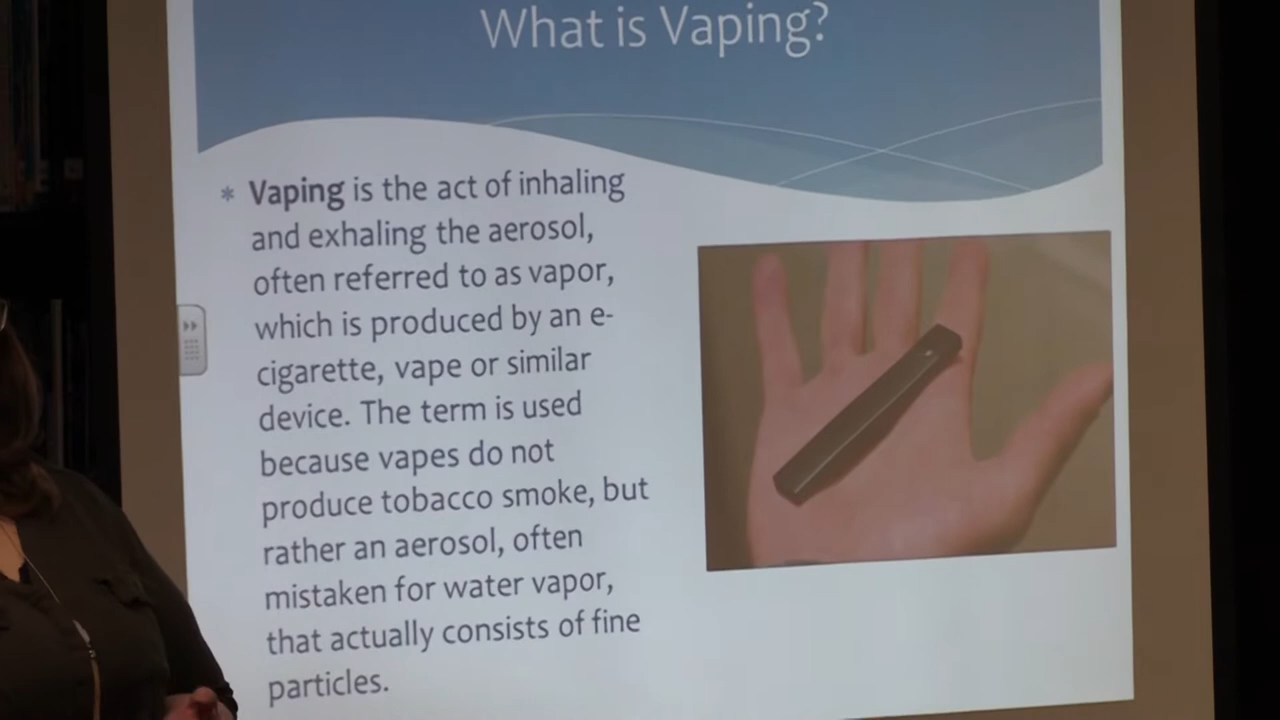 What is Vaping?
* Vaping is the act of inhaling
and exhaling the aerosol,
often referred to as vapor,
which is produced by an e-
cigarette, vape or similar
device. The term is used
because vapes do not
produce tobacco smoke, but
rather an aerosol, often
mistaken for water vapor,
that actually consists of fine
particles.